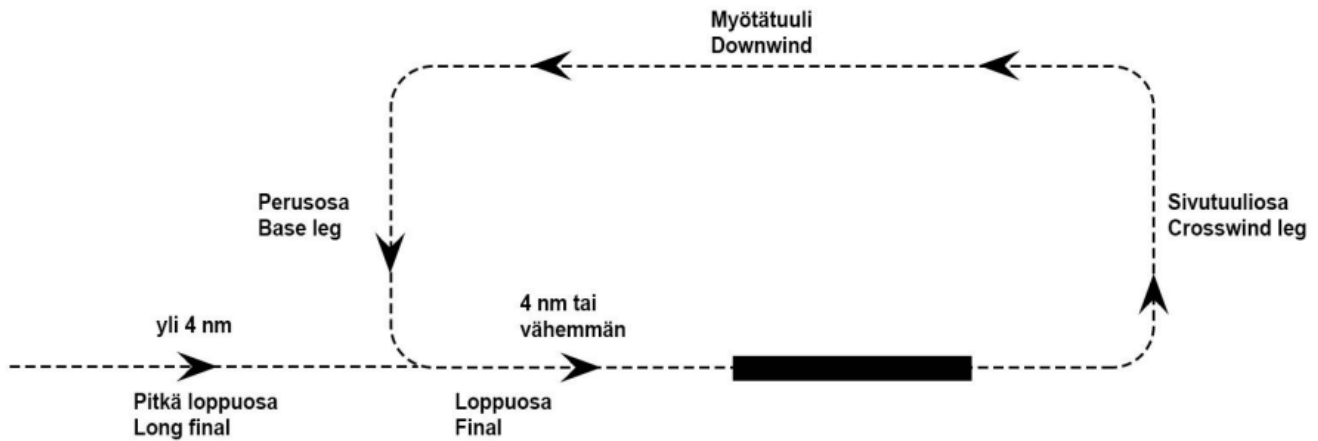 Myötätuuli
Downwind
Perusosa
Base leg
Sivutuuliosa
Crosswind leg
yli 4 nm
4 nm tai
vähemmän
Pitkä loppuosa
Long final
Loppuosa
Final